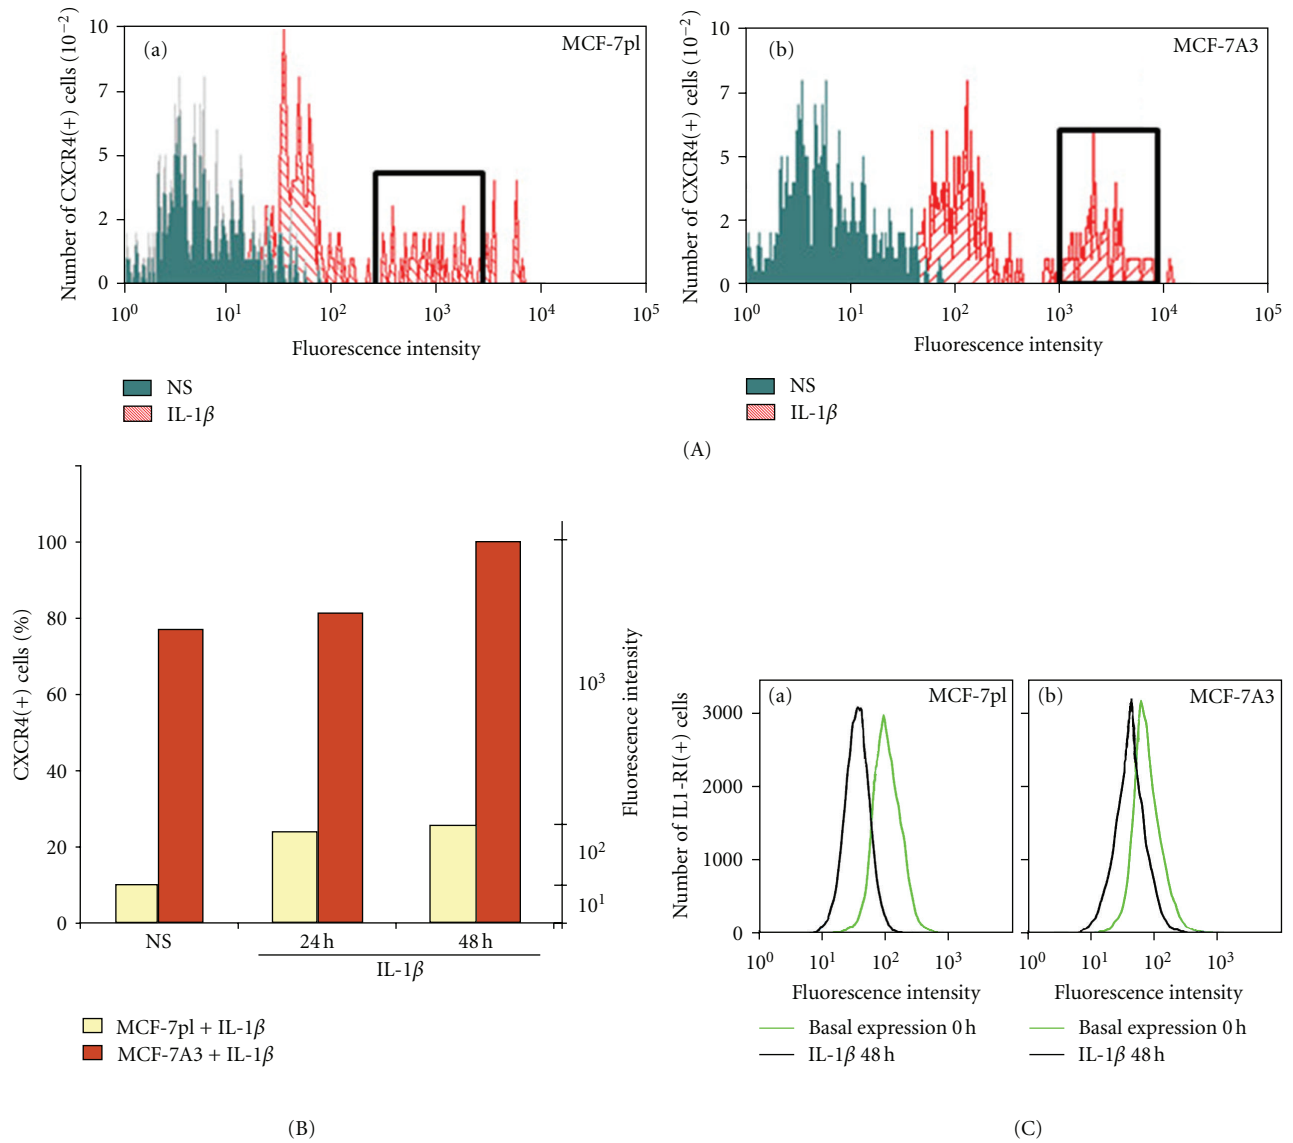 (a)
MCF-7pl
Number of CXCR4(+) cells (10⁻²)
10
7
5
2
0
10⁰ 10¹ 10² 10³ 10⁴ 10⁵
Fluorescence intensity
NS
IL-1β
(b)
MCF-7A3
Number of CXCR4(+) cells (10⁻²)
10
7
5
2
0
10⁰ 10¹ 10² 10³ 10⁴ 10⁵
Fluorescence intensity
NS
IL-1β
(A)
CXCR4(+) cells (%)
100
80
60
40
20
0
Fluorescence intensity
10³
10²
10¹
NS 24 h 48 h
IL-1β
MCF-7pl + IL-1β
MCF-7A3 + IL-1β
(B)
(a)
MCF-7pl
Number of IL1-RI(+) cells
3000
2000
1000
0
10⁰ 10¹ 10² 10³
Fluorescence intensity
Basal expression 0 h
IL-1β 48 h
(b)
MCF-7A3
10⁰ 10¹ 10² 10³
Fluorescence intensity
Basal expression 0 h
IL-1β 48 h
(C)